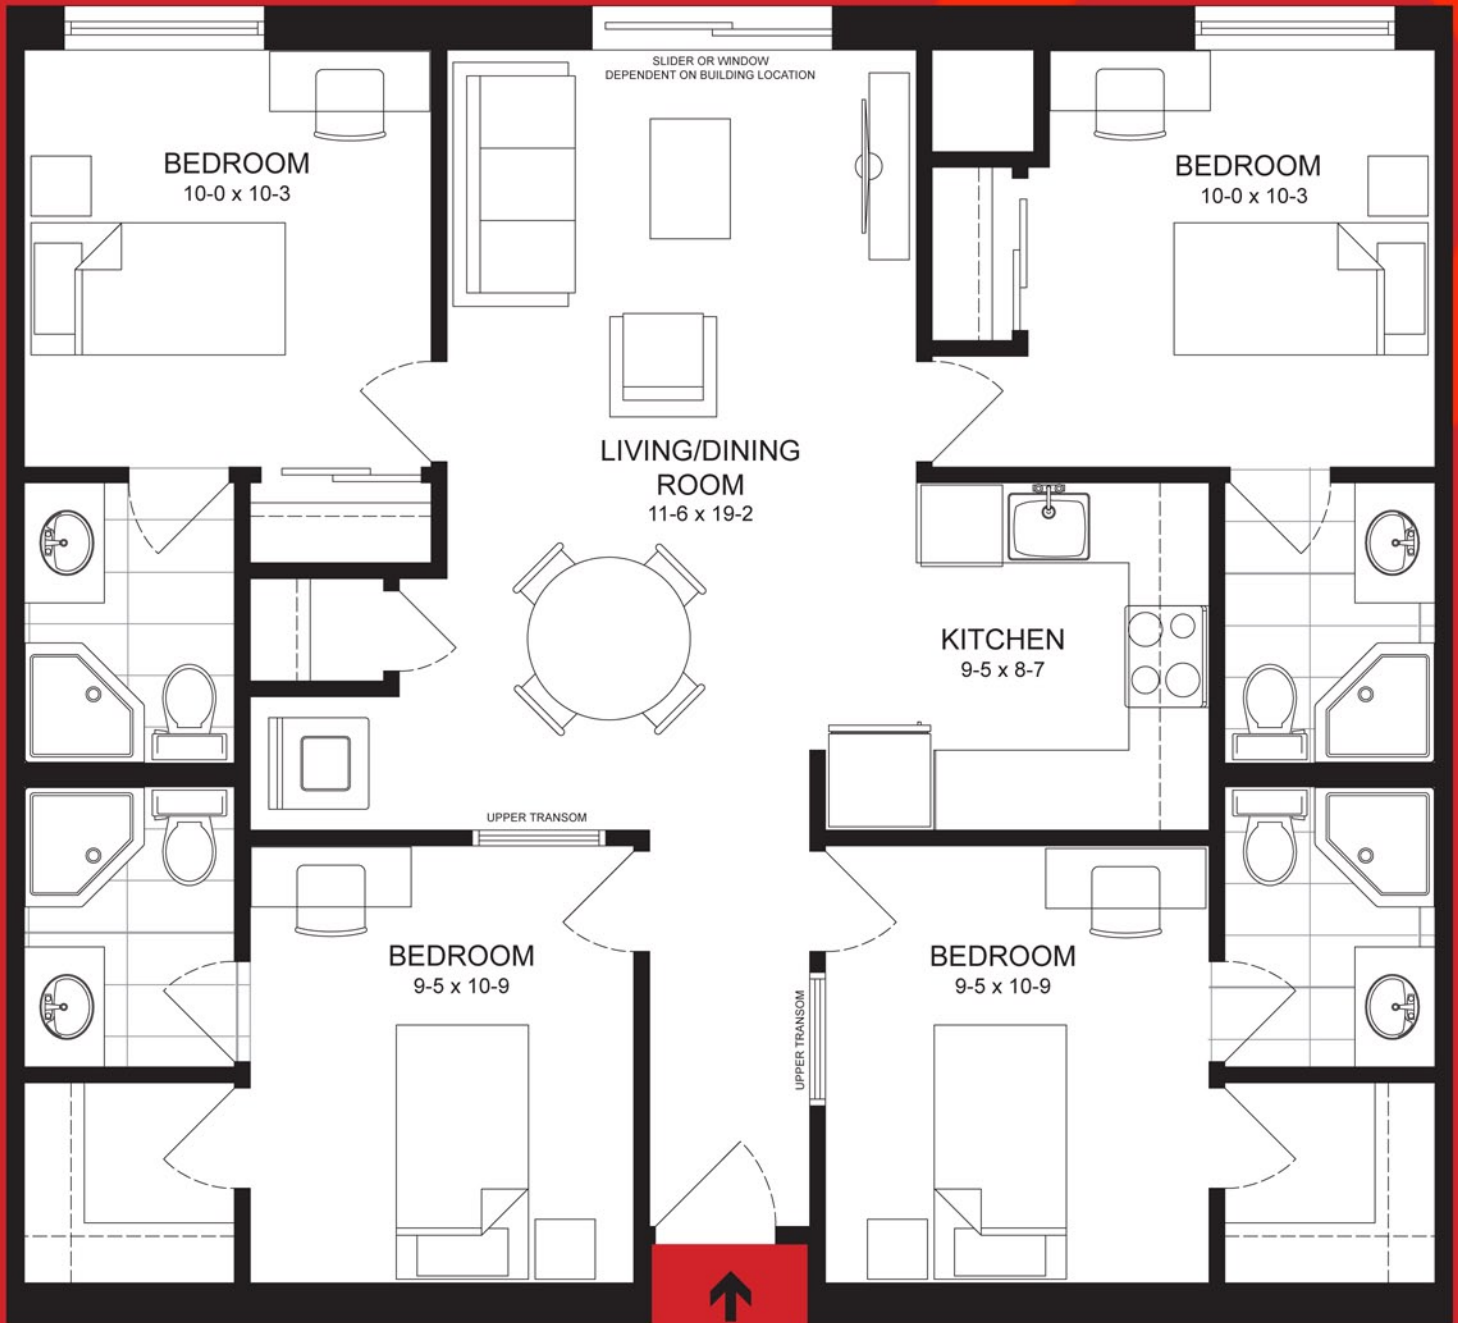 SLIDER OR WINDOW
DEPENDENT ON BUILDING LOCATION
BEDROOM
10-0 x 10-3
BEDROOM
10-0 x 10-3
LIVING/DINING
ROOM
11-6 x 19-2
KITCHEN
9-5 x 8-7
UPPER TRANSOM
BEDROOM
9-5 x 10-9
BEDROOM
9-5 x 10-9
UPPER TRANSOM